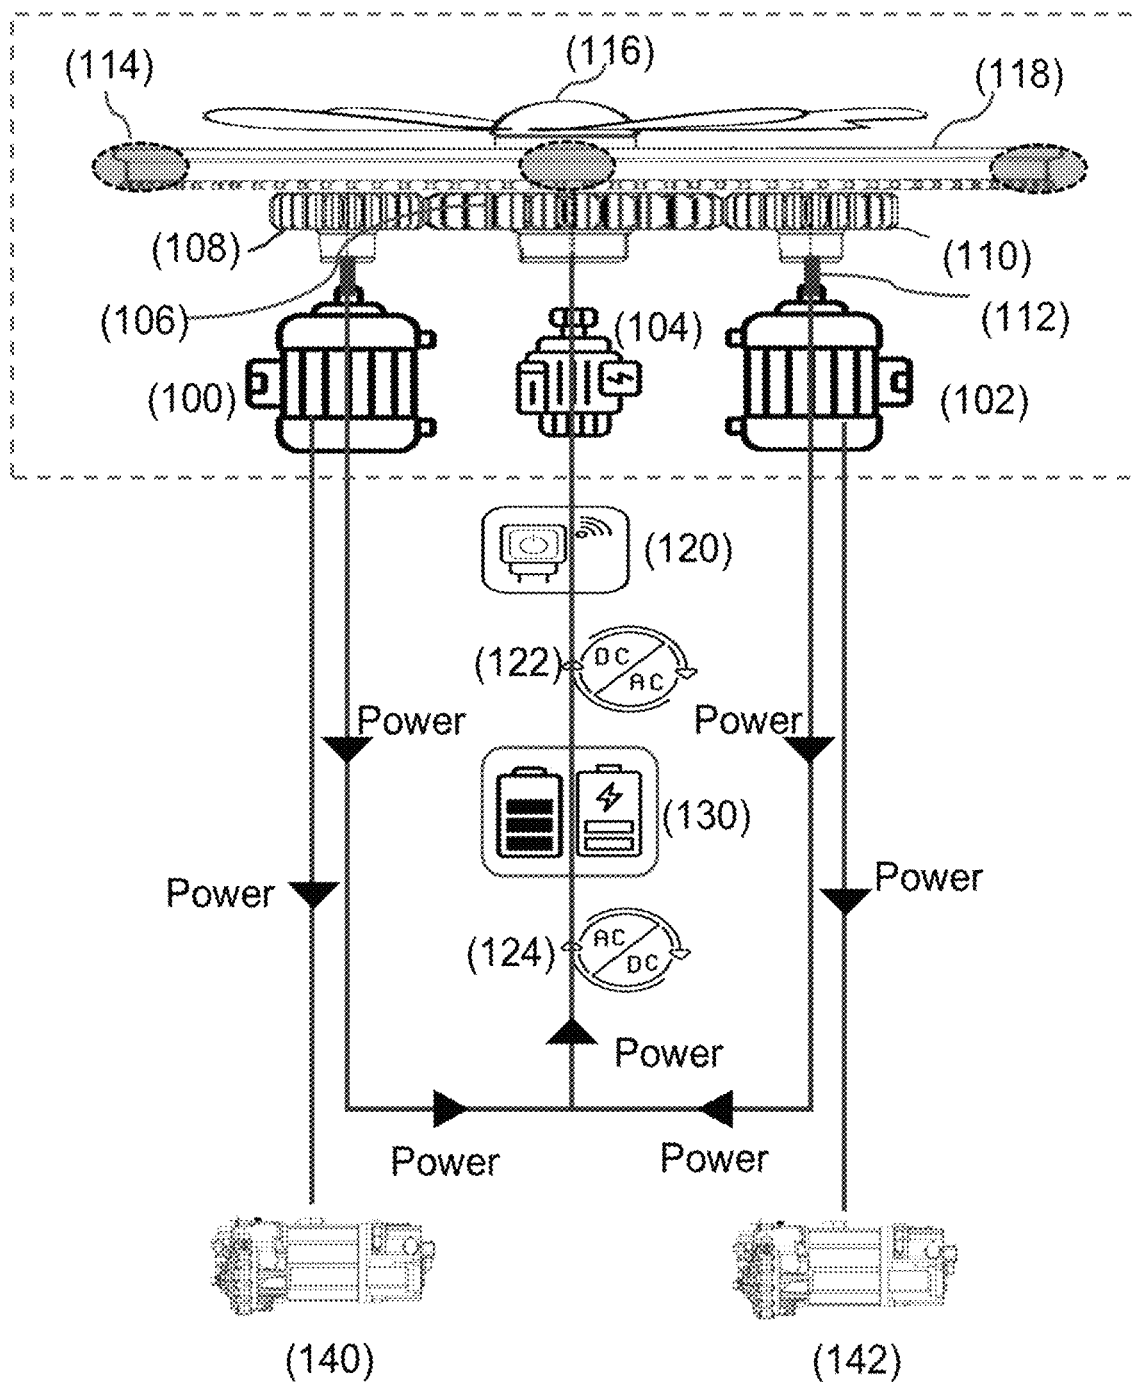 (116)
(114)
(118)
(108)
(110)
(106)
(104)
(112)
(100)
(102)
(120)
(122)
DC
AC
Power
Power
(130)
Power
Power
(124)
AC
DC
Power
Power
Power
(140)
(142)